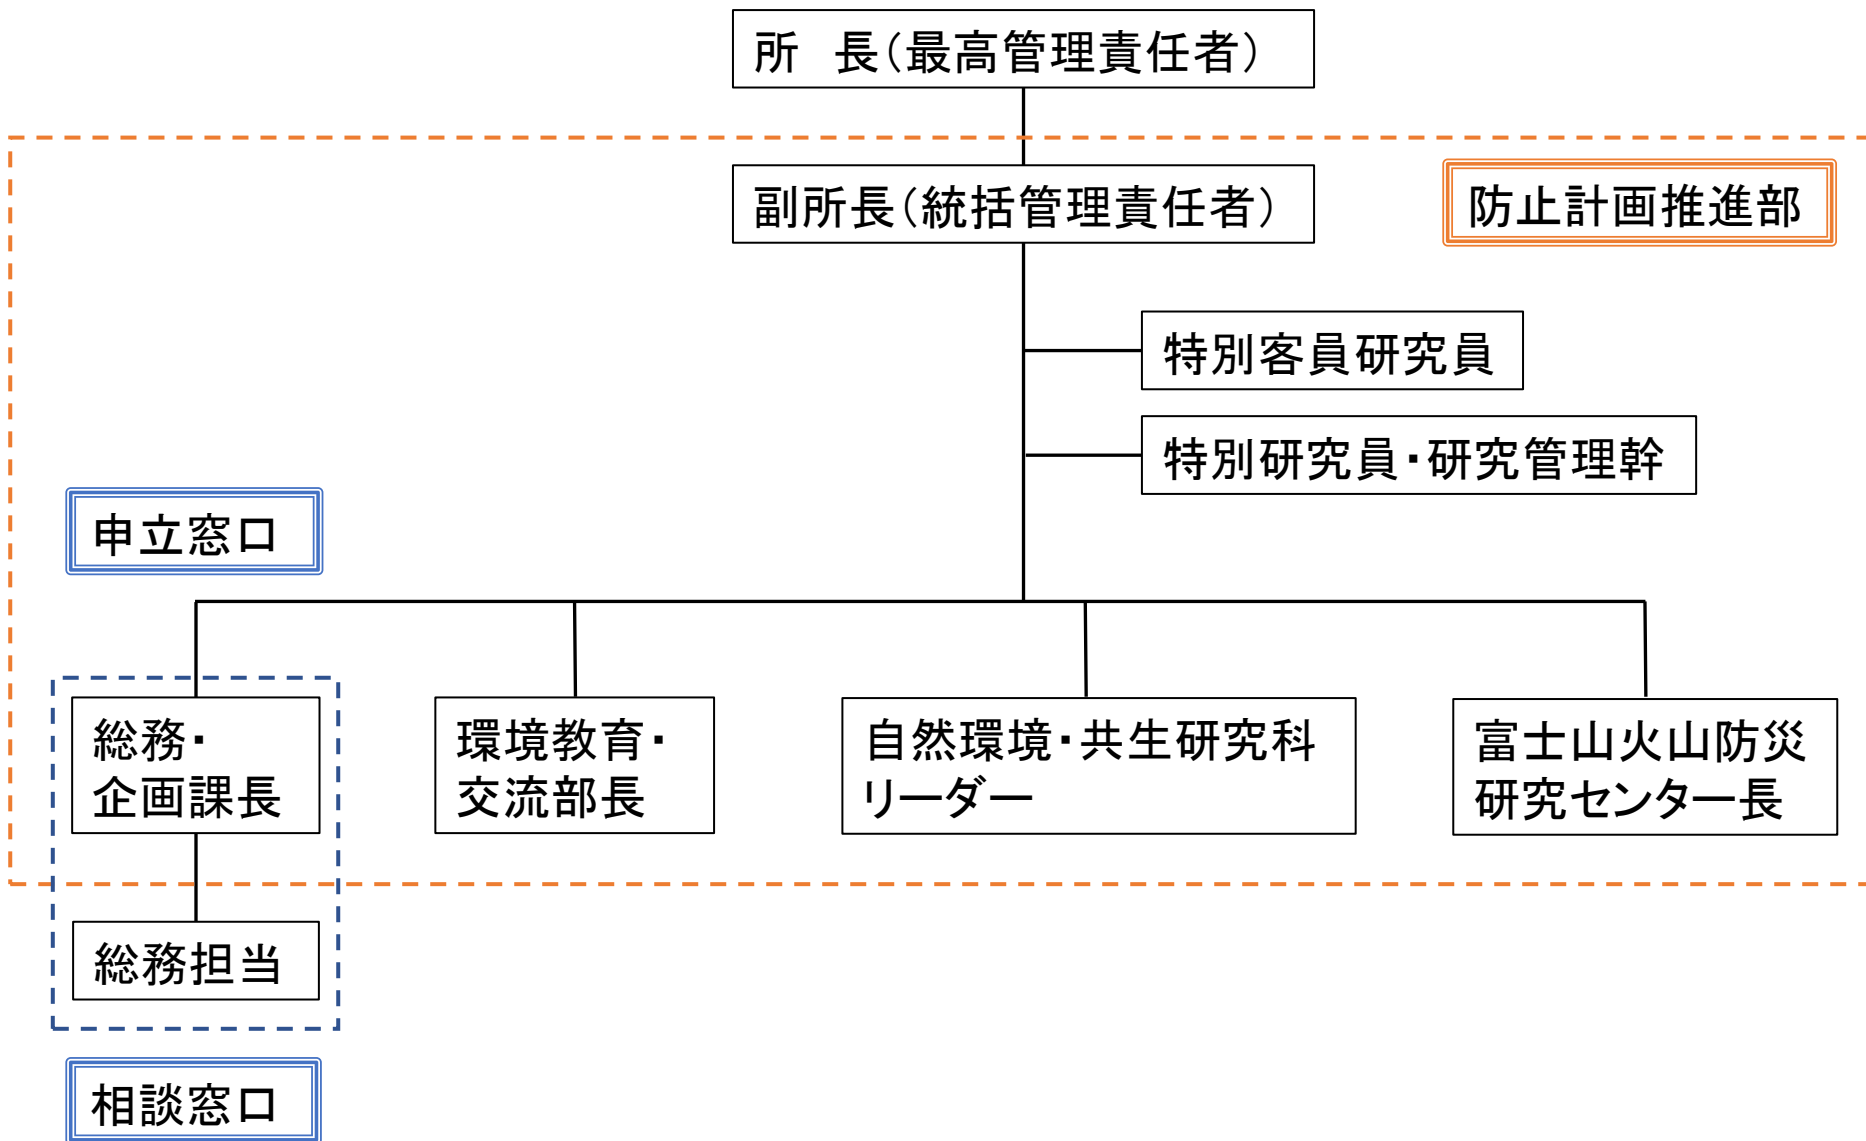 所　長（最高管理責任者）
副所長（統括管理責任者）
防止計画推進部
特別客員研究員
特別研究員・研究管理幹
申立窓口
総務・
企画課長
環境教育・
交流部長
自然環境・共生研究科
リーダー
富士山火山防災
研究センター長
総務担当
相談窓口